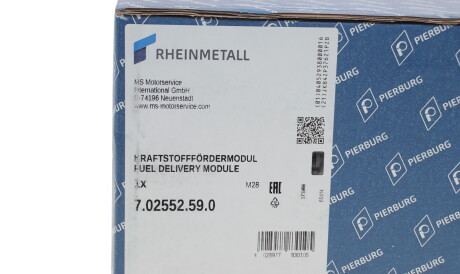 RHEINMETALL
MS Motorservice
International GmbH
D-74196 Neuenstadt
www.ms-motorservice.com
KRAFTSTOFFFÖRDERMODUL
FUEL DELIVERY MODULE
1X
M28
EAC
7.02552.59.0
PIERBURG
PIERBURG
PIERBURG
PIERBURG
PIERBURG
PIERBURG